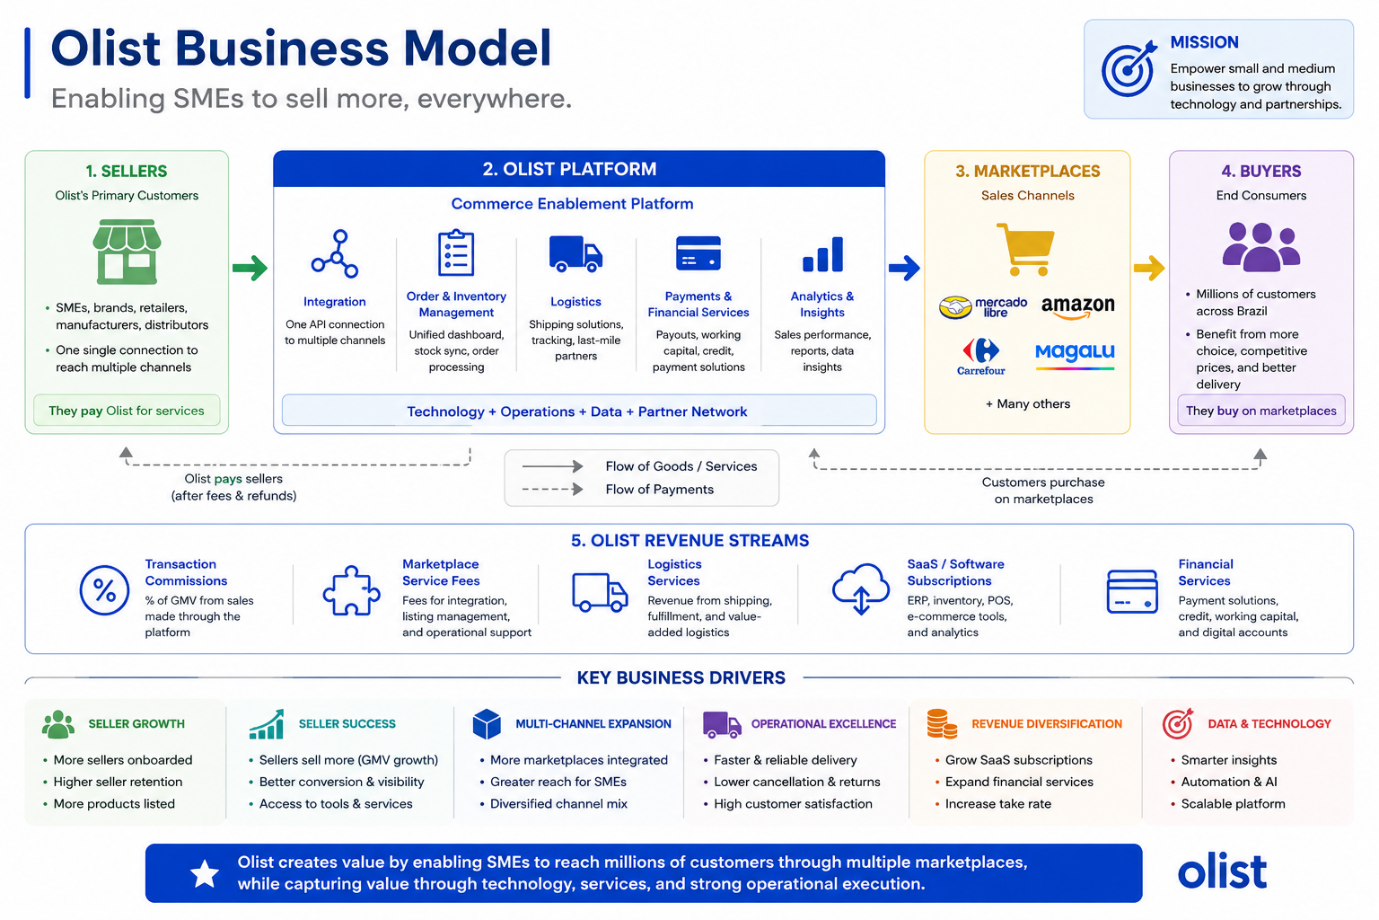 Olist Business Model
Enabling SMEs to sell more, everywhere.
MISSION
Empower small and medium
businesses to grow through
technology and partnerships.
1. SELLERS
Olist's Primary Customers
• SMEs, brands, retailers,
manufacturers, distributors
• One single connection to
reach multiple channels
They pay Olist for services
2. OLIST PLATFORM
Commerce Enablement Platform
Integration
One API connection
to multiple channels
Order & Inventory
Management
Unified dashboard,
stock sync, order
processing
Logistics
Shipping solutions,
tracking, last-mile
partners
Payments &
Financial Services
Payouts, working
capital, credit,
payment solutions
Analytics &
Insights
Sales performance,
reports, data
insights
Technology + Operations + Data + Partner Network
3. MARKETPLACES
Sales Channels
mercado
libre
amazon
Carrefour
Magalu
+ Many others
4. BUYERS
End Consumers
• Millions of customers
across Brazil
• Benefit from more
choice, competitive
prices, and better
delivery
They buy on marketplaces
Olist pays sellers
(after fees & refunds)
Flow of Goods / Services
Flow of Payments
Customers purchase
on marketplaces
5. OLIST REVENUE STREAMS
%
Transaction
Commissions
% of GMV from sales
made through the
platform
Marketplace
Service Fees
Fees for integration,
listing management,
and operational support
Logistics
Services
Revenue from shipping,
fulfillment, and value-
added logistics
SaaS / Software
Subscriptions
ERP, inventory, POS,
e-commerce tools,
and analytics
Financial
Services
Payment solutions,
credit, working capital,
and digital accounts
KEY BUSINESS DRIVERS
SELLER GROWTH
• More sellers onboarded
• Higher seller retention
• More products listed
SELLER SUCCESS
• Sellers sell more (GMV growth)
• Better conversion & visibility
• Access to tools & services
MULTI-CHANNEL EXPANSION
• More marketplaces integrated
• Greater reach for SMEs
• Diversified channel mix
OPERATIONAL EXCELLENCE
• Faster & reliable delivery
• Lower cancellation & returns
• High customer satisfaction
REVENUE DIVERSIFICATION
• Grow SaaS subscriptions
• Expand financial services
• Increase take rate
DATA & TECHNOLOGY
• Smarter insights
• Automation & AI
• Scalable platform
Olist creates value by enabling SMEs to reach millions of customers through multiple marketplaces,
while capturing value through technology, services, and strong operational execution.
olist